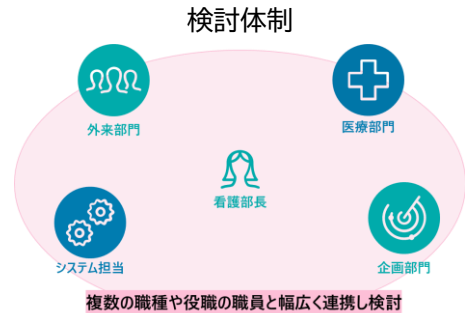 検討体制
外来部門
医療部門
看護部長
システム担当
企画部門
複数の職種や役職の職員と幅広く連携し検討